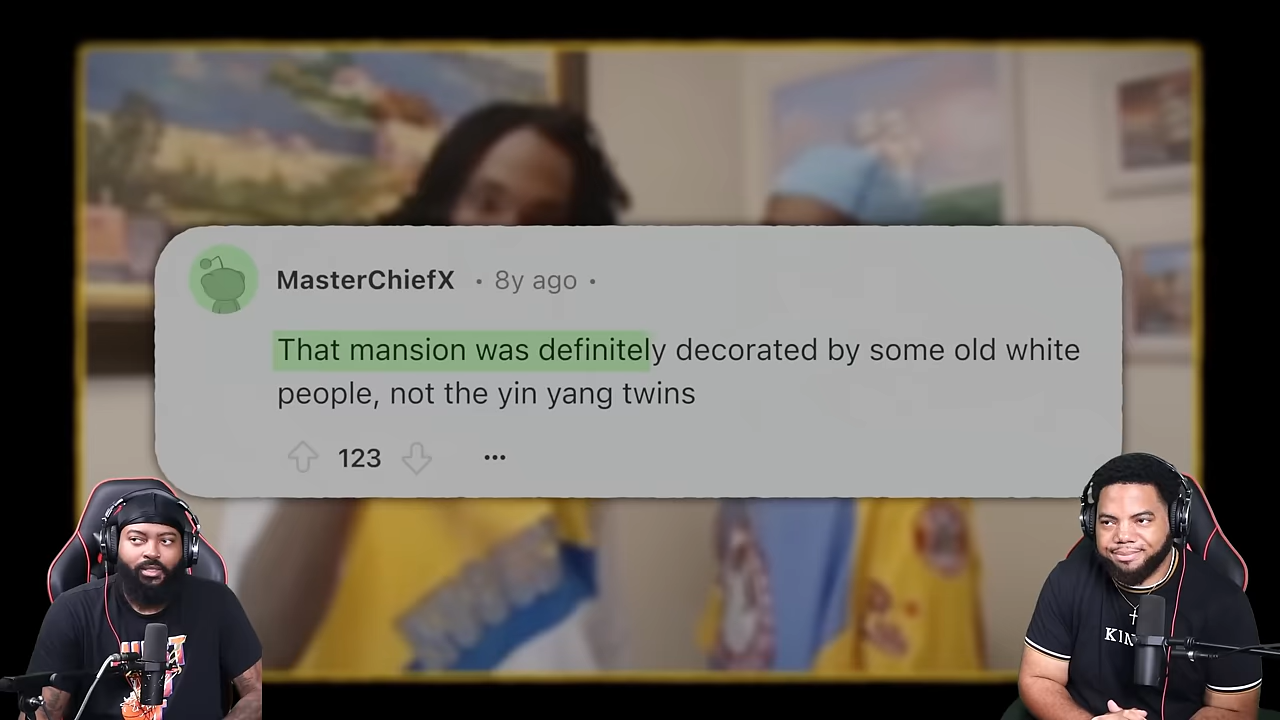 MasterChiefX · 8y ago ·
That mansion was definitely decorated by some old white
people, not the yin yang twins
123
...
KIN